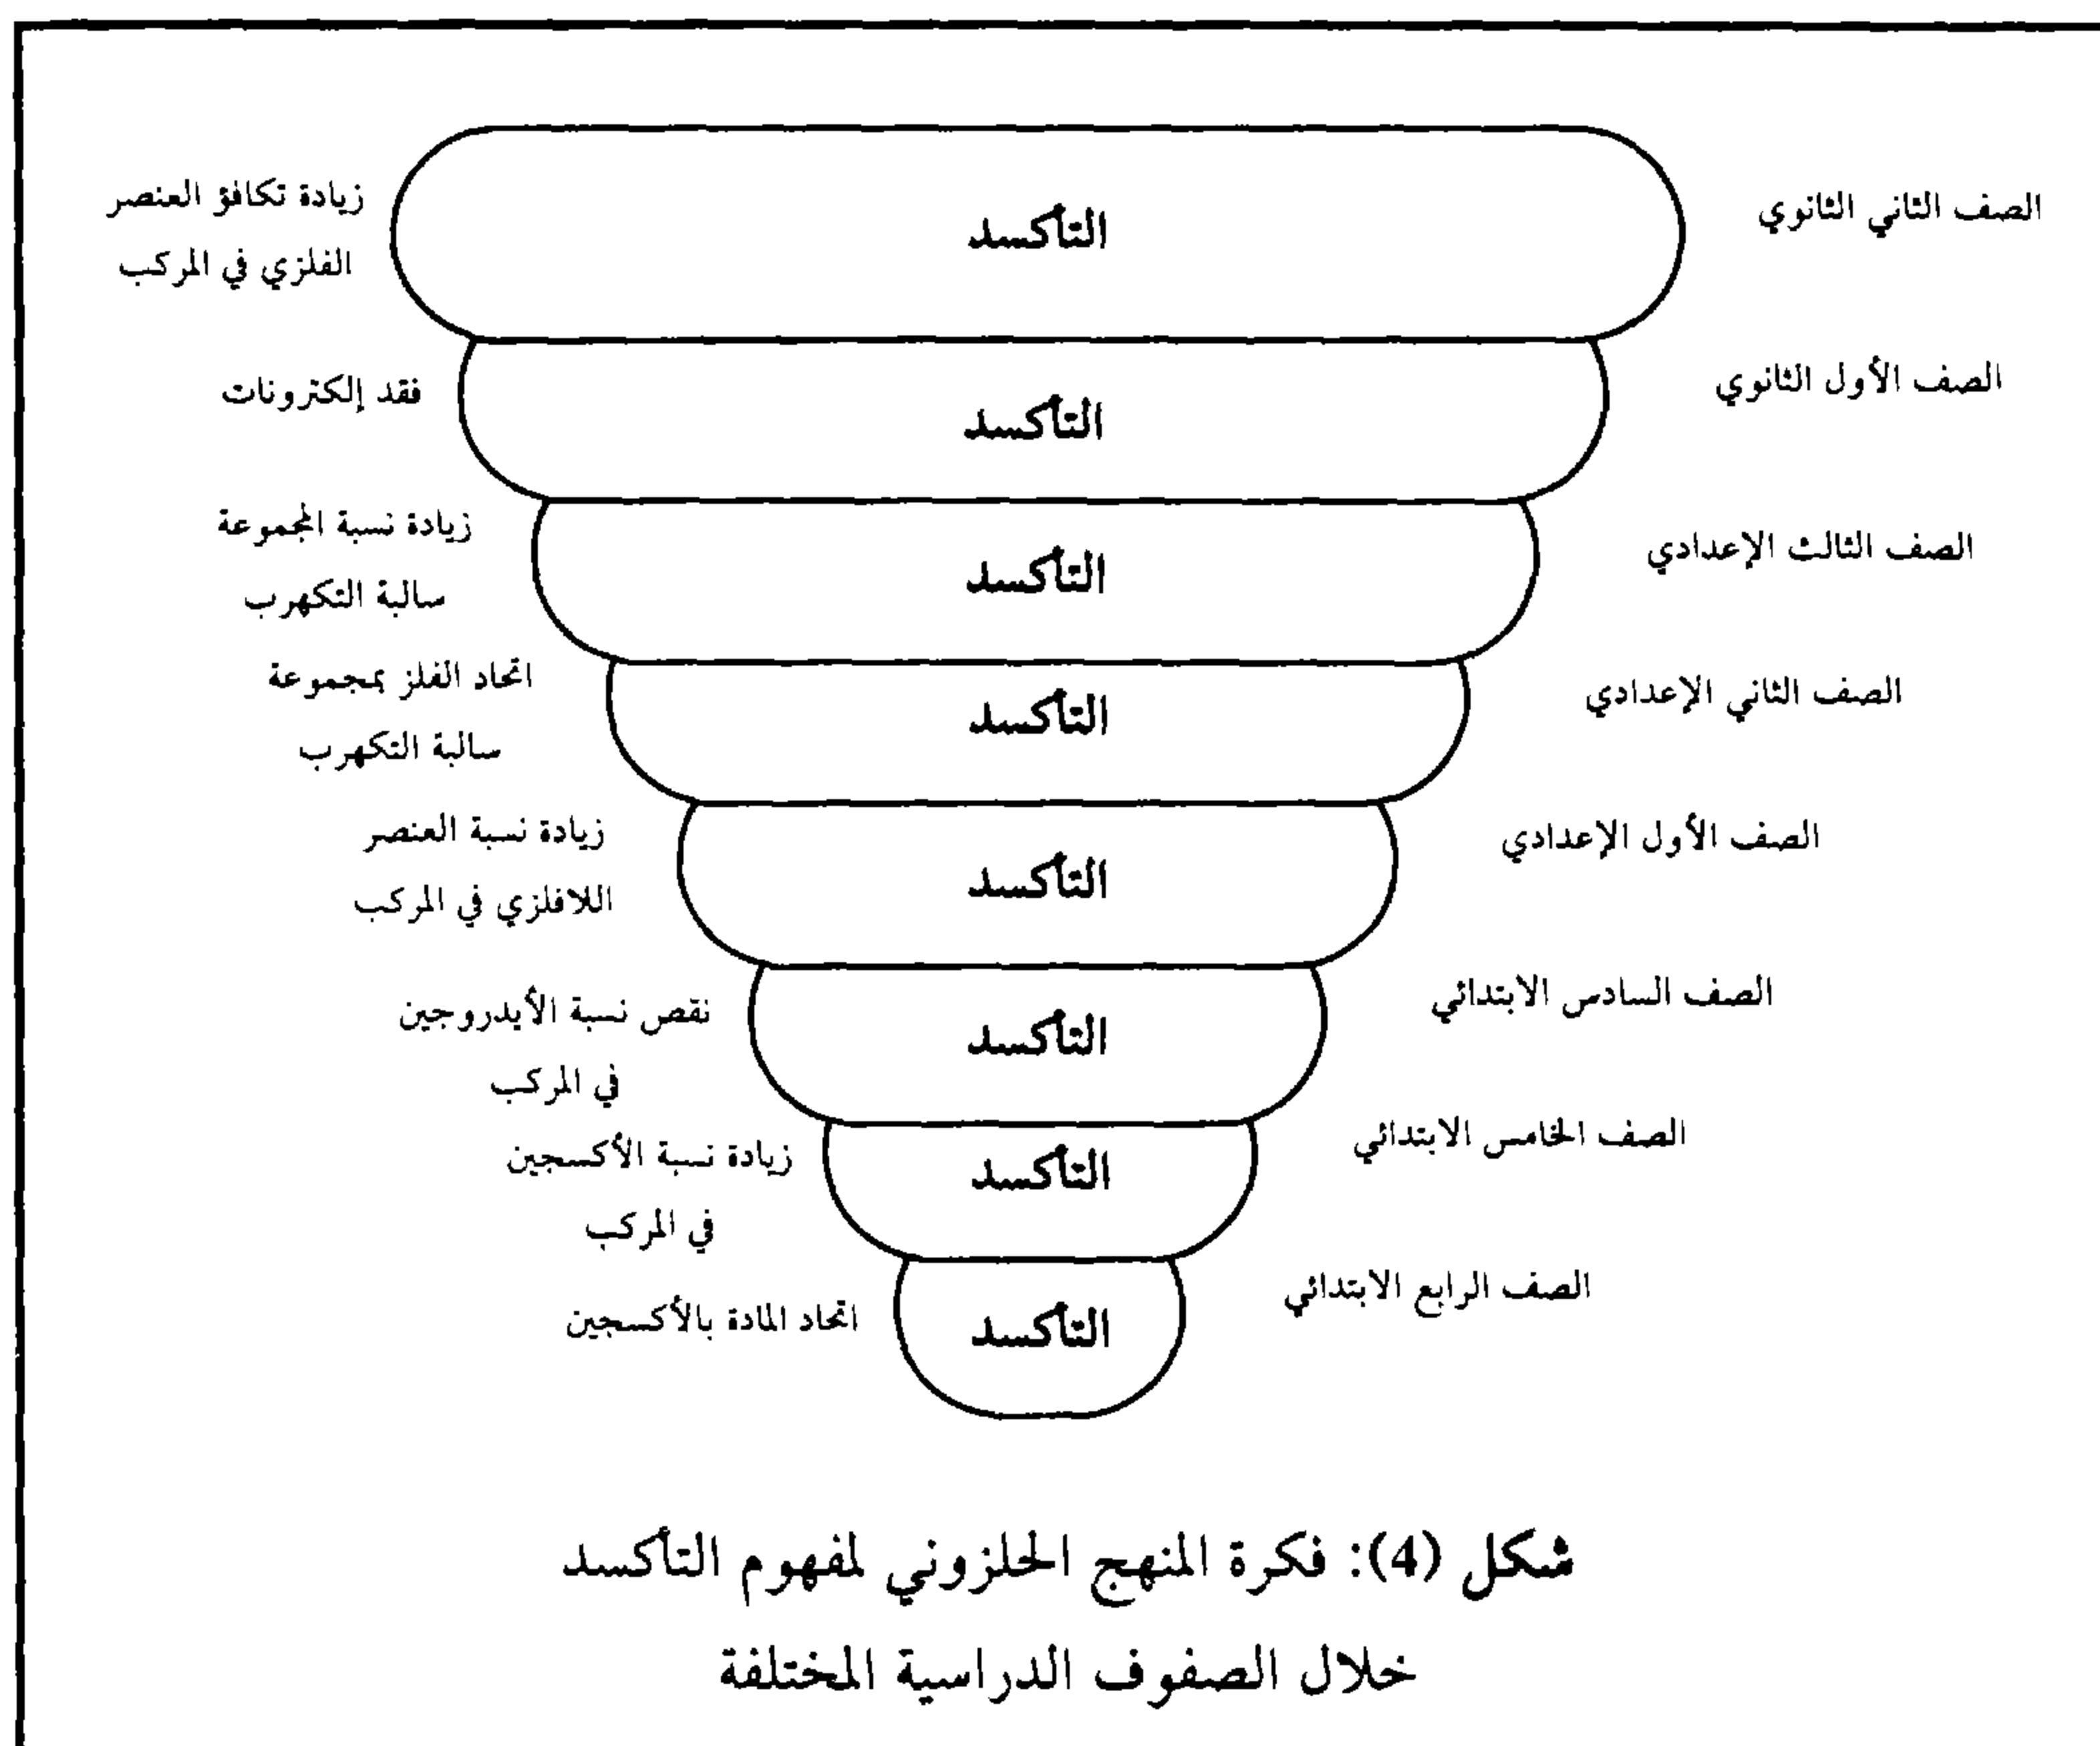 الصف الثاني الثانوي
التأكسد
زيادة تكافؤ العنصر
الفلزي في المركب
الصف الأول الثانوي
التأكسد
فقد إلكترونات
الصف الثالث الإعدادي
التأكسد
زيادة نسبة المجموعة
سالبة التكهرب
الصف الثاني الإعدادي
التأكسد
اتحاد الفلز بمجموعة
سالبة التكهرب
الصف الأول الإعدادي
التأكسد
زيادة نسبة العنصر
اللافلزي في المركب
الصف السادس الابتدائي
التأكسد
نقص نسبة الأيدروجين
في المركب
الصف الخامس الابتدائي
التأكسد
زيادة نسبة الأكسجين
في المركب
الصف الرابع الابتدائي
التأكسد
اتحاد المادة بالأكسجين
شكل (4): فكرة المنهج الحلزوني لمفهوم التأكسد
خلال الصفوف الدراسية المختلفة